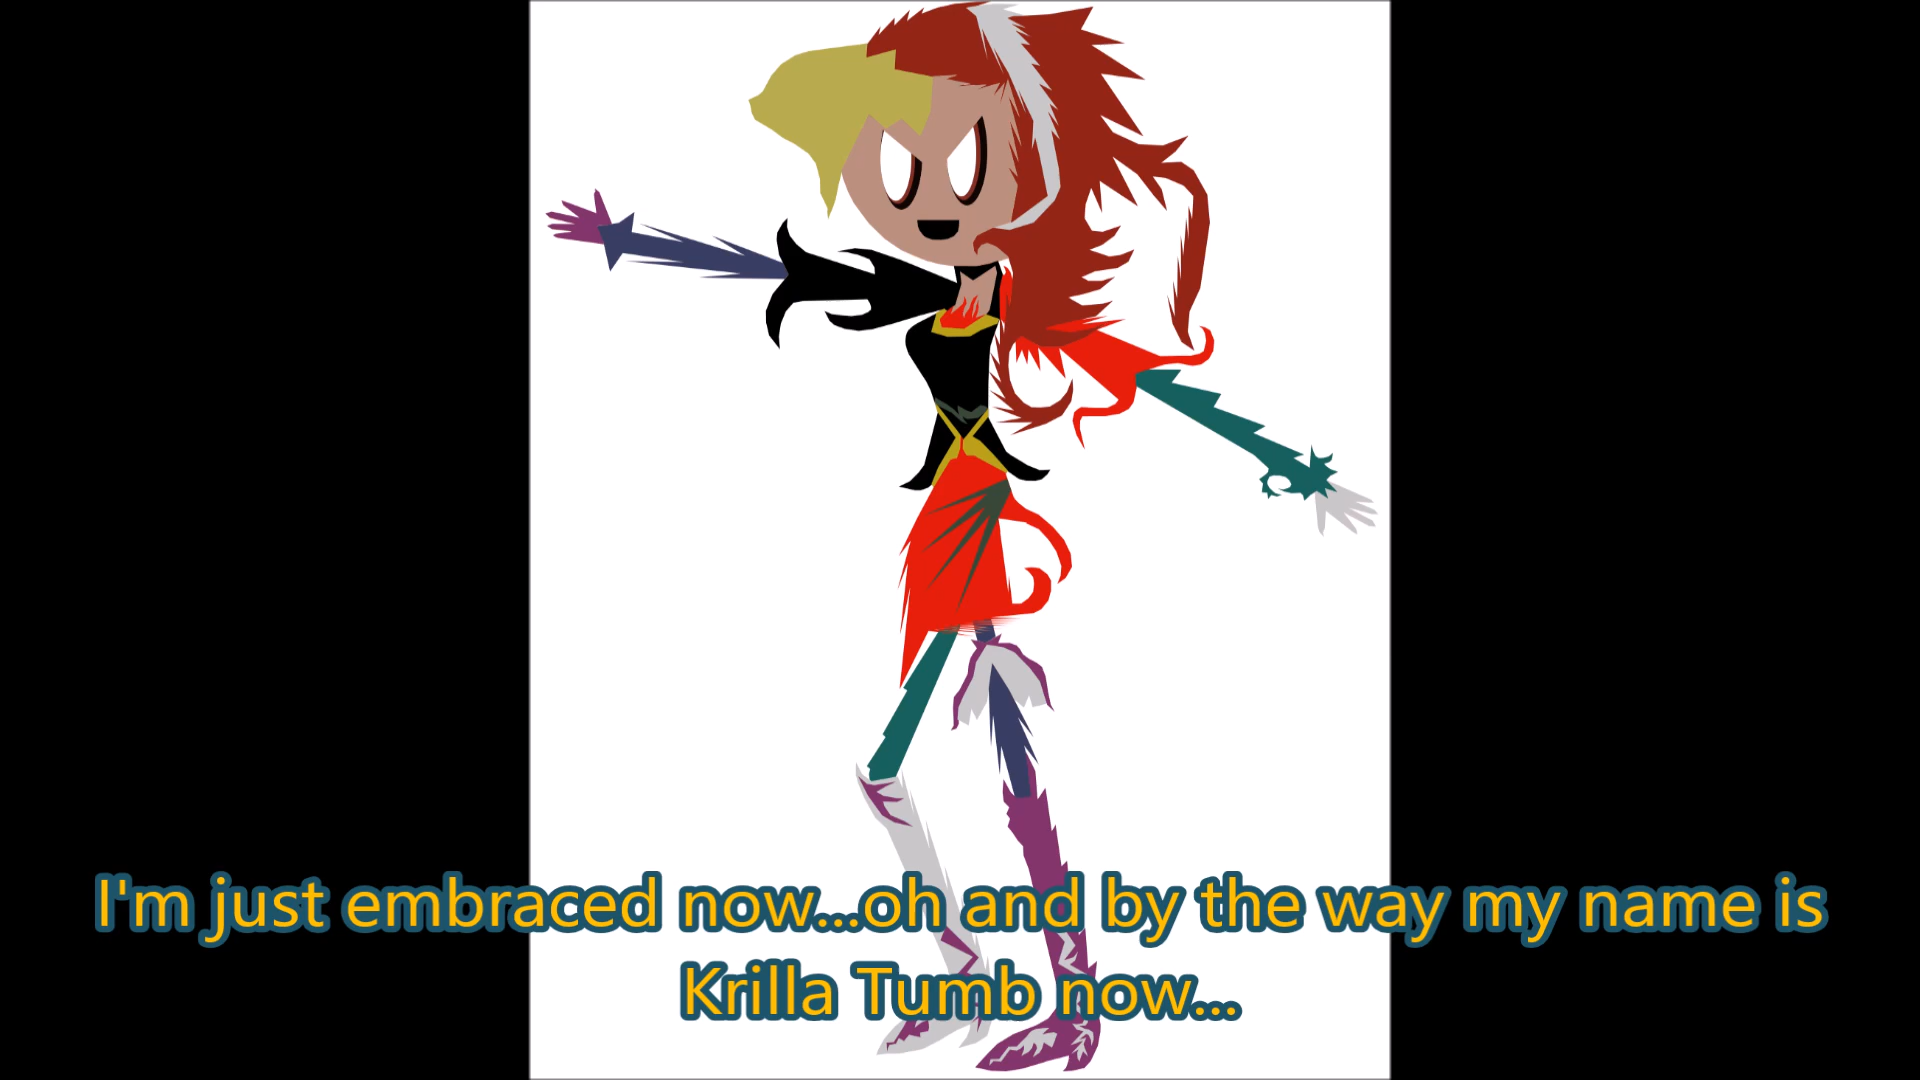 I'm just embraced now...oh and by the way my name is
Krilla Tumb now...